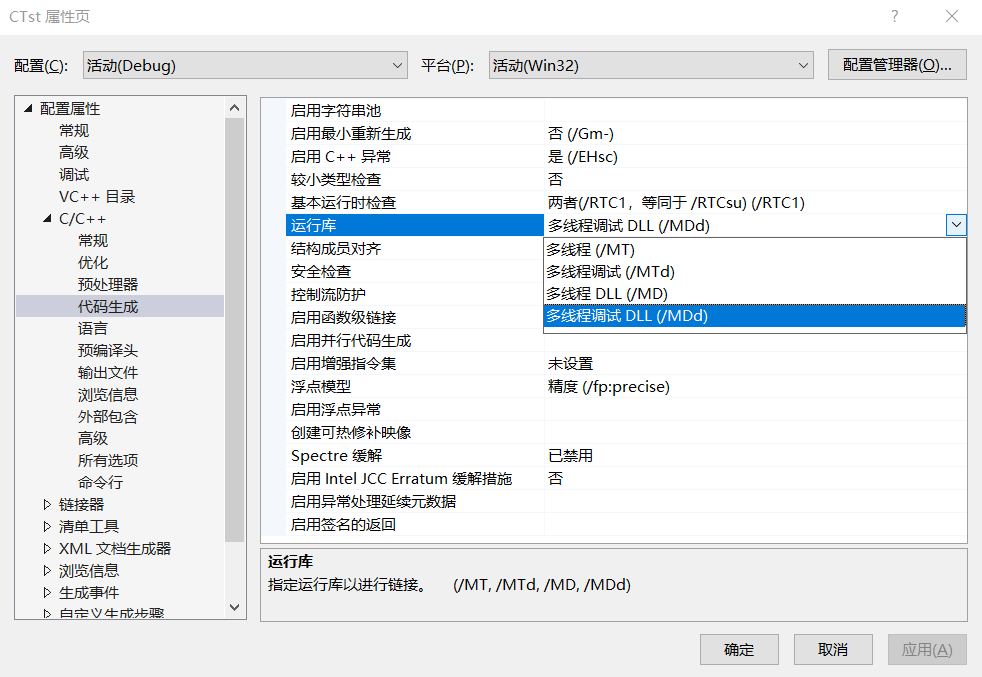 CTst 属性页
?
配置(C): 活动(Debug) 平台(P): 活动(Win32) 配置管理器(O)...
配置属性
常规
高级
调试
VC++ 目录
C/C++
常规
优化
预处理器
代码生成
语言
预编译头
输出文件
浏览信息
外部包含
高级
所有选项
命令行
链接器
清单工具
XML 文档生成器
浏览信息
生成事件
自定义生成步骤
启用字符串池
启用最小重新生成 否 (/Gm-)
启用 C++ 异常 是 (/EHsc)
较小类型检查 否
基本运行时检查 两者(/RTC1，等同于 /RTCsu) (/RTC1)
运行库 多线程调试 DLL (/MDd)
结构成员对齐 多线程 (/MT)
安全检查 多线程调试 (/MTd)
控制流防护 多线程 DLL (/MD)
启用函数级链接 多线程调试 DLL (/MDd)
启用并行代码生成
启用增强指令集 未设置
浮点模型 精度 (/fp:precise)
启用浮点异常
创建可热修补映像
Spectre 缓解 已禁用
启用 Intel JCC Erratum 缓解措施 否
启用异常处理延续元数据
启用签名的返回
运行库
指定运行库以进行链接。 (/MT, /MTd, /MD, /MDd)
确定 取消 应用(A)